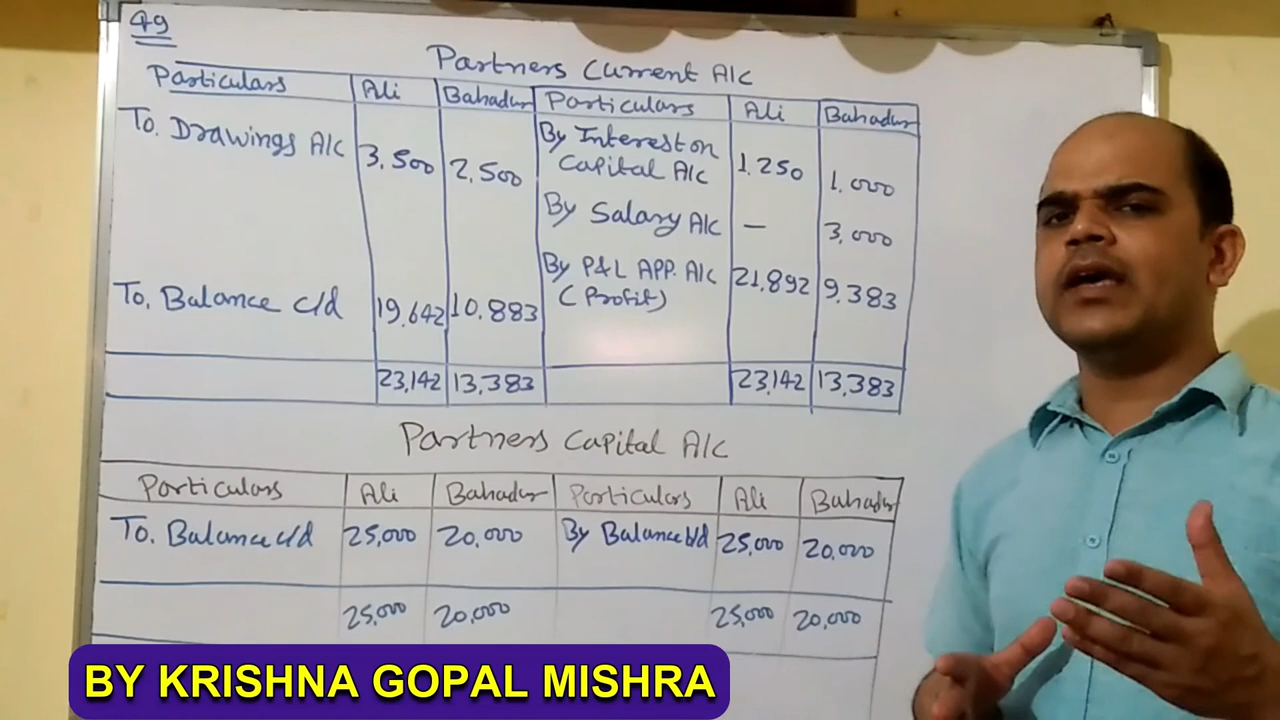 49
Partners Current A/c
Particulars Ali Bahadur Particulars Ali Bahadur
To. Drawings A/c 3,500 2,500 By Interest on Capital A/c 1,250 1,000
By Salary A/c — 3,000
By P&L APP. A/c (Profit) 21,892 9,383
To. Balance c/d 19,642 10,883
23,142 13,383 23,142 13,383
Partners Capital A/c
Particulars Ali Bahadur Particulars Ali Bahadur
To. Balance c/d 25,000 20,000 By Balance b/d 25,000 20,000
25,000 20,000 25,000 20,000
BY KRISHNA GOPAL MISHRA